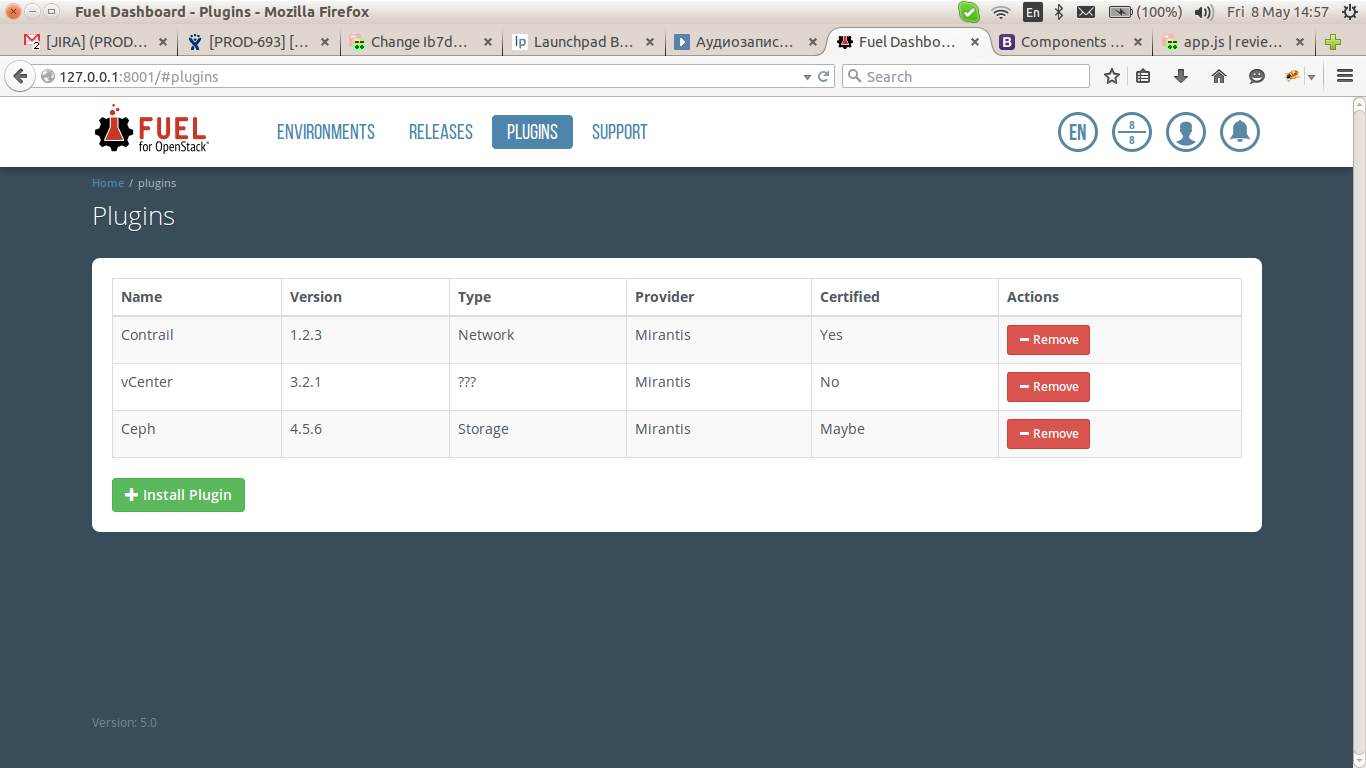 Fuel Dashboard - Plugins - Mozilla Firefox
En (100%) Fri 8 May 14:57
[JIRA] (PROD... [PROD-693] [... Change Ib7d... lp Launchpad B... Аудиозапис... Fuel Dashbo... B Components ... app.js | revie...
127.0.0.1:8001/#plugins Search
FUEL ENVIRONMENTS RELEASES PLUGINS SUPPORT EN 8 8
for OpenStack
Home / plugins
Plugins
Name Version Type Provider Certified Actions
Contrail 1.2.3 Network Mirantis Yes Remove
vCenter 3.2.1 ??? Mirantis No Remove
Ceph 4.5.6 Storage Mirantis Maybe Remove
Install Plugin
Version: 5.0